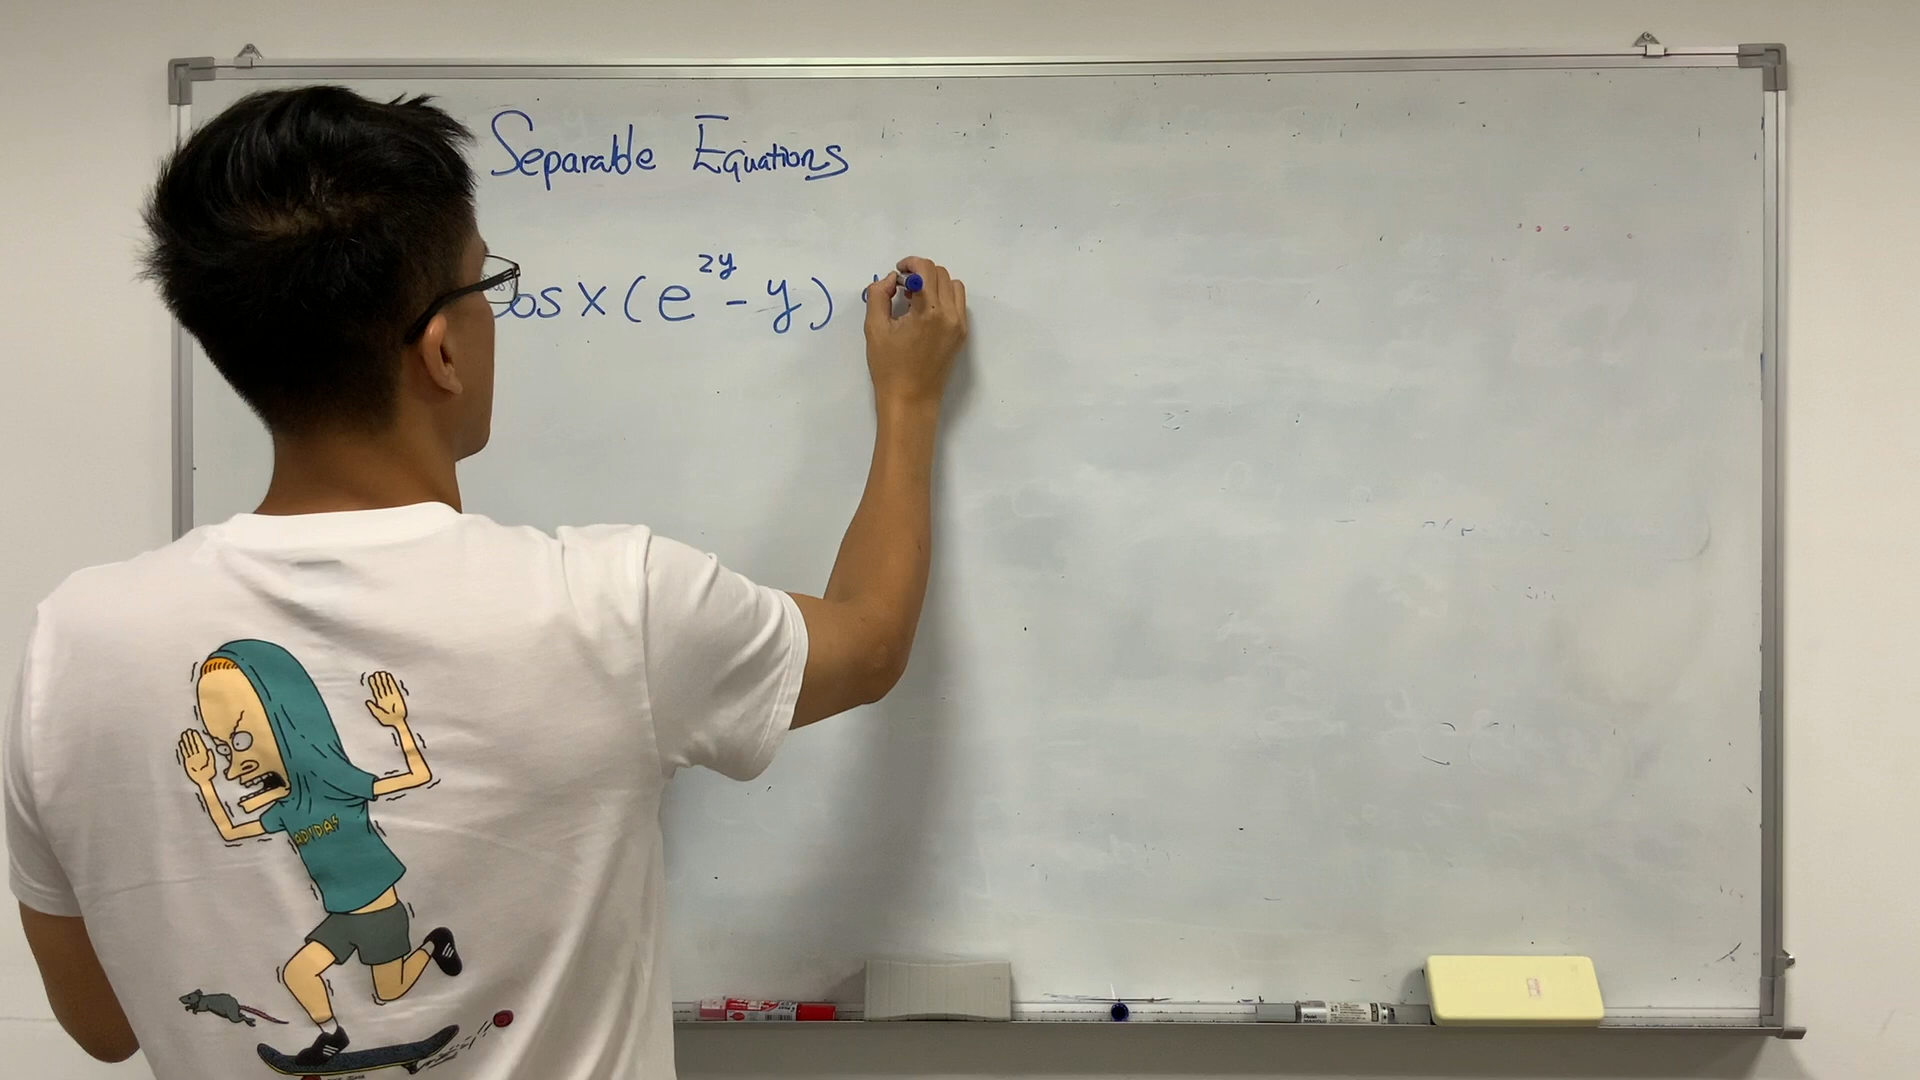 Separable Equations
cos x (e^{2y} - y)
ADIDAS